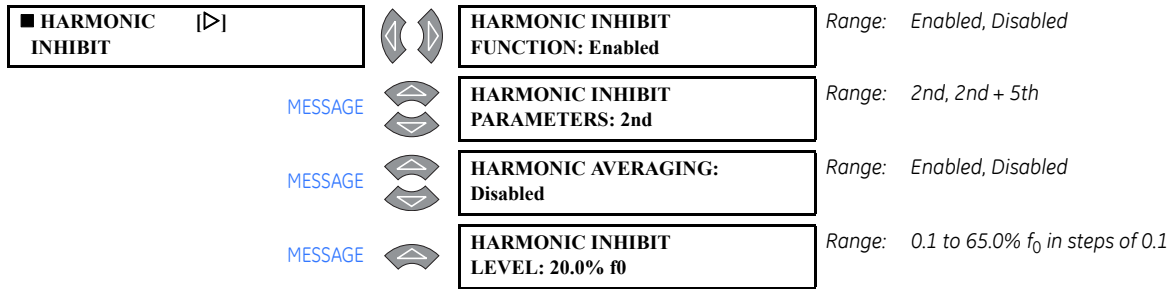 ■ HARMONIC [▷]
INHIBIT
HARMONIC INHIBIT
FUNCTION: Enabled
Range: Enabled, Disabled
MESSAGE
HARMONIC INHIBIT
PARAMETERS: 2nd
Range: 2nd, 2nd + 5th
MESSAGE
HARMONIC AVERAGING:
Disabled
Range: Enabled, Disabled
MESSAGE
HARMONIC INHIBIT
LEVEL: 20.0% f0
Range: 0.1 to 65.0% f0 in steps of 0.1